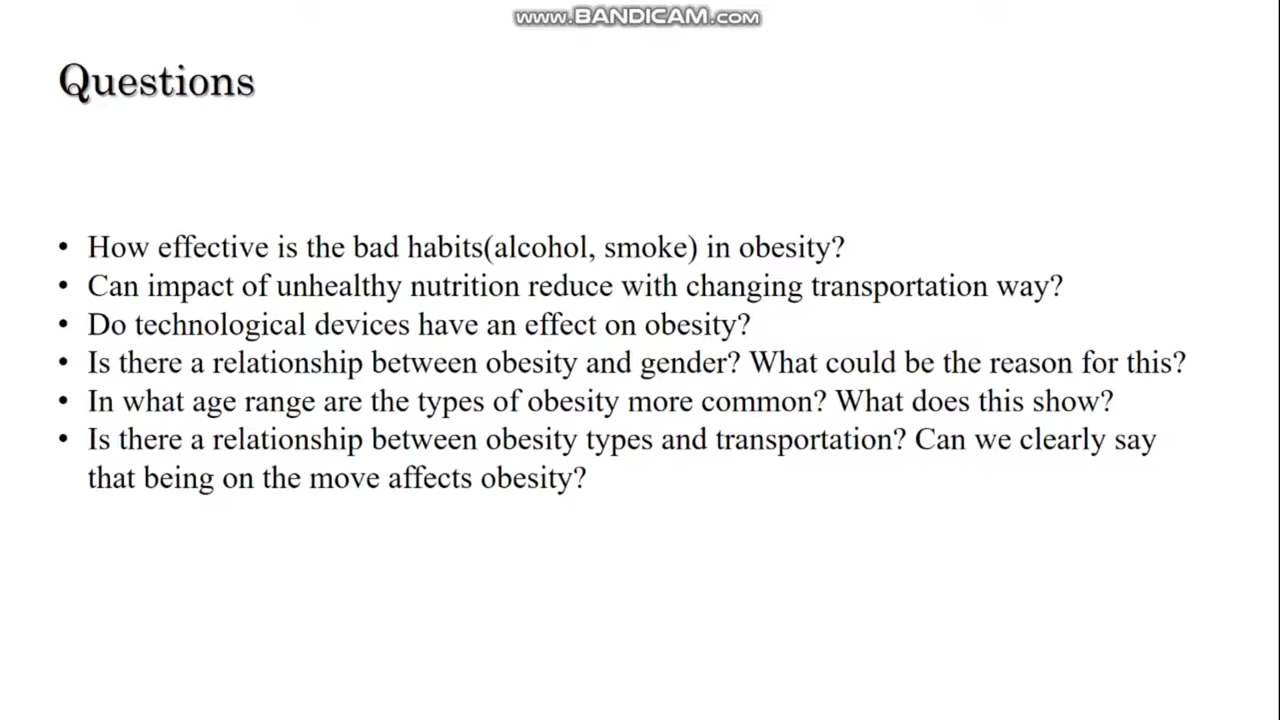 www.BANDICAM.com
Questions
• How effective is the bad habits(alcohol, smoke) in obesity?
• Can impact of unhealthy nutrition reduce with changing transportation way?
• Do technological devices have an effect on obesity?
• Is there a relationship between obesity and gender? What could be the reason for this?
• In what age range are the types of obesity more common? What does this show?
• Is there a relationship between obesity types and transportation? Can we clearly say
that being on the move affects obesity?